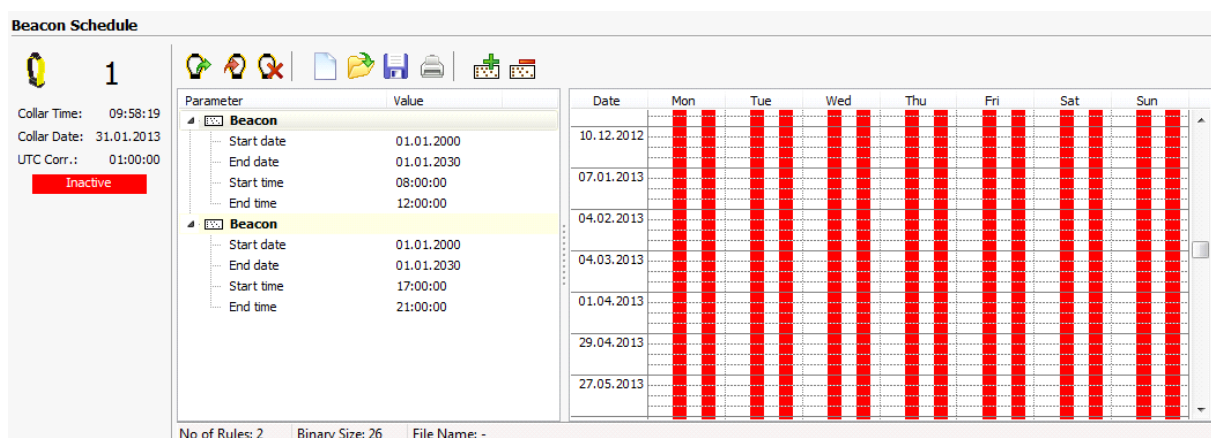 Beacon Schedule
1
Collar Time: 09:58:19
Collar Date: 31.01.2013
UTC Corr.: 01:00:00
Inactive
Parameter Value
Beacon
Start date 01.01.2000
End date 01.01.2030
Start time 08:00:00
End time 12:00:00
Beacon
Start date 01.01.2000
End date 01.01.2030
Start time 17:00:00
End time 21:00:00
Date Mon Tue Wed Thu Fri Sat Sun
10.12.2012
07.01.2013
04.02.2013
04.03.2013
01.04.2013
29.04.2013
27.05.2013
No of Rules: 2 Binary Size: 26 File Name: -